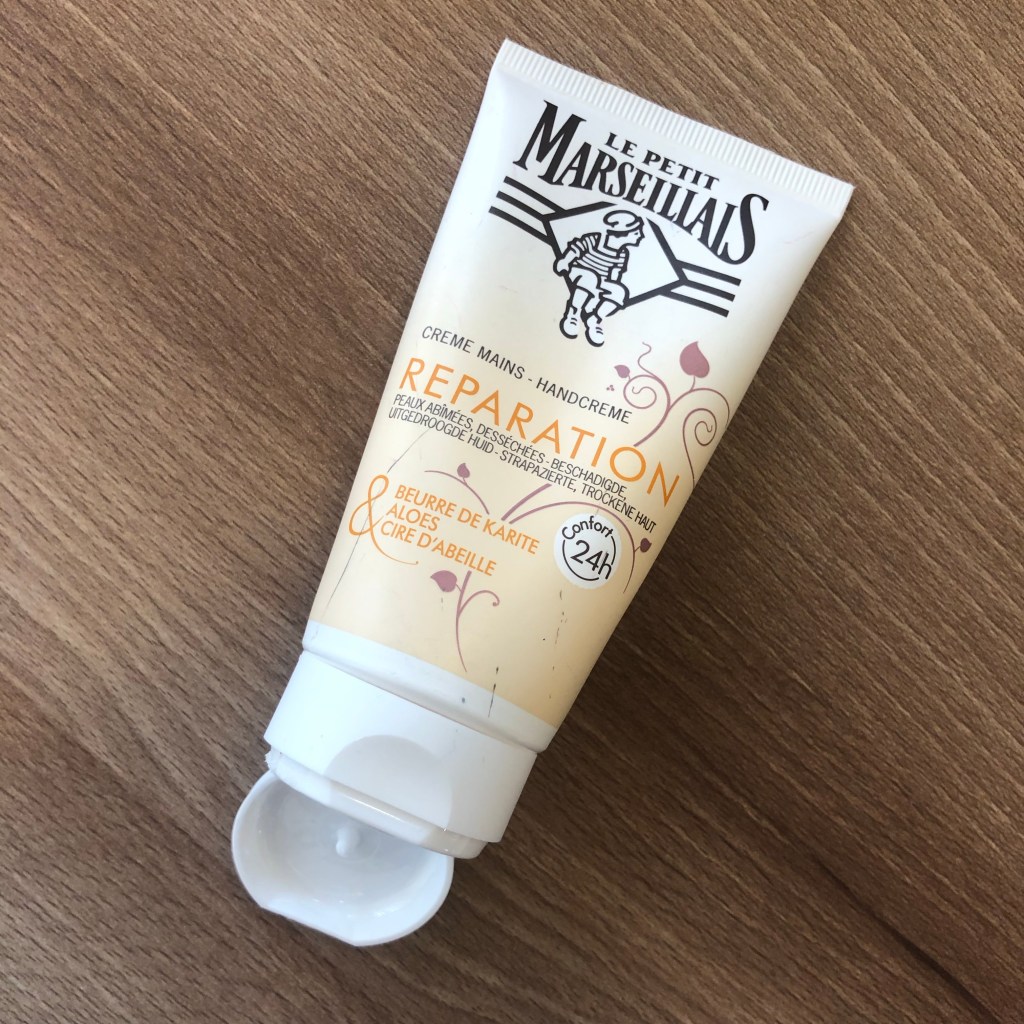 LE PETIT
MARSEILLAIS
CREME MAINS - HANDCREME
REPARATION
PEAUX ABÎMÉES, DESSÉCHÉES - BESCHADIGDE,
UITGEDROOGDE HUID - STRAPAZIERTE, TROCKENE HAUT
BEURRE DE KARITE
ALOES
& CIRE D'ABEILLE
Confort
24h